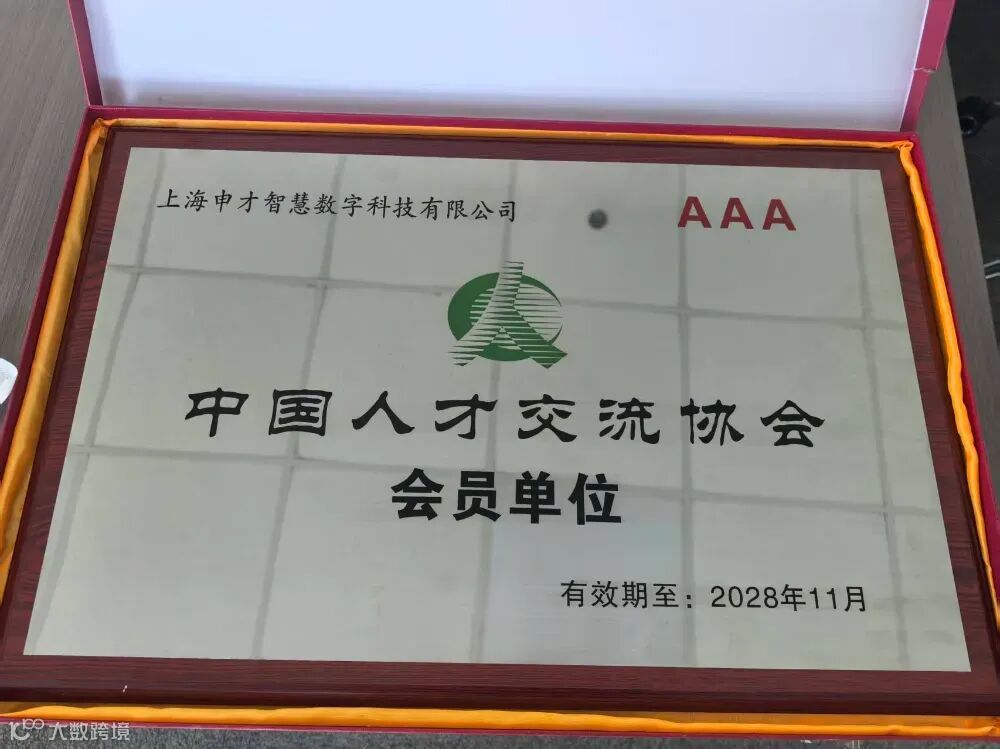 上海申才智慧数字科技有限公司
AAA
中国人才交流协会
会员单位
有效期至：2028年11月
大数跨境